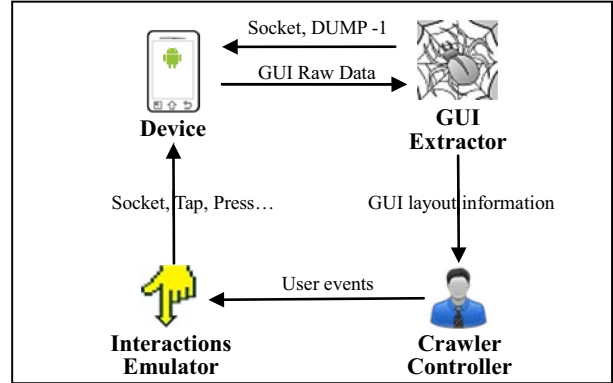 Socket, DUMP -1
GUI Raw Data
Device
GUI
Extractor
Socket, Tap, Press…
GUI layout information
User events
Interactions
Emulator
Crawler
Controller